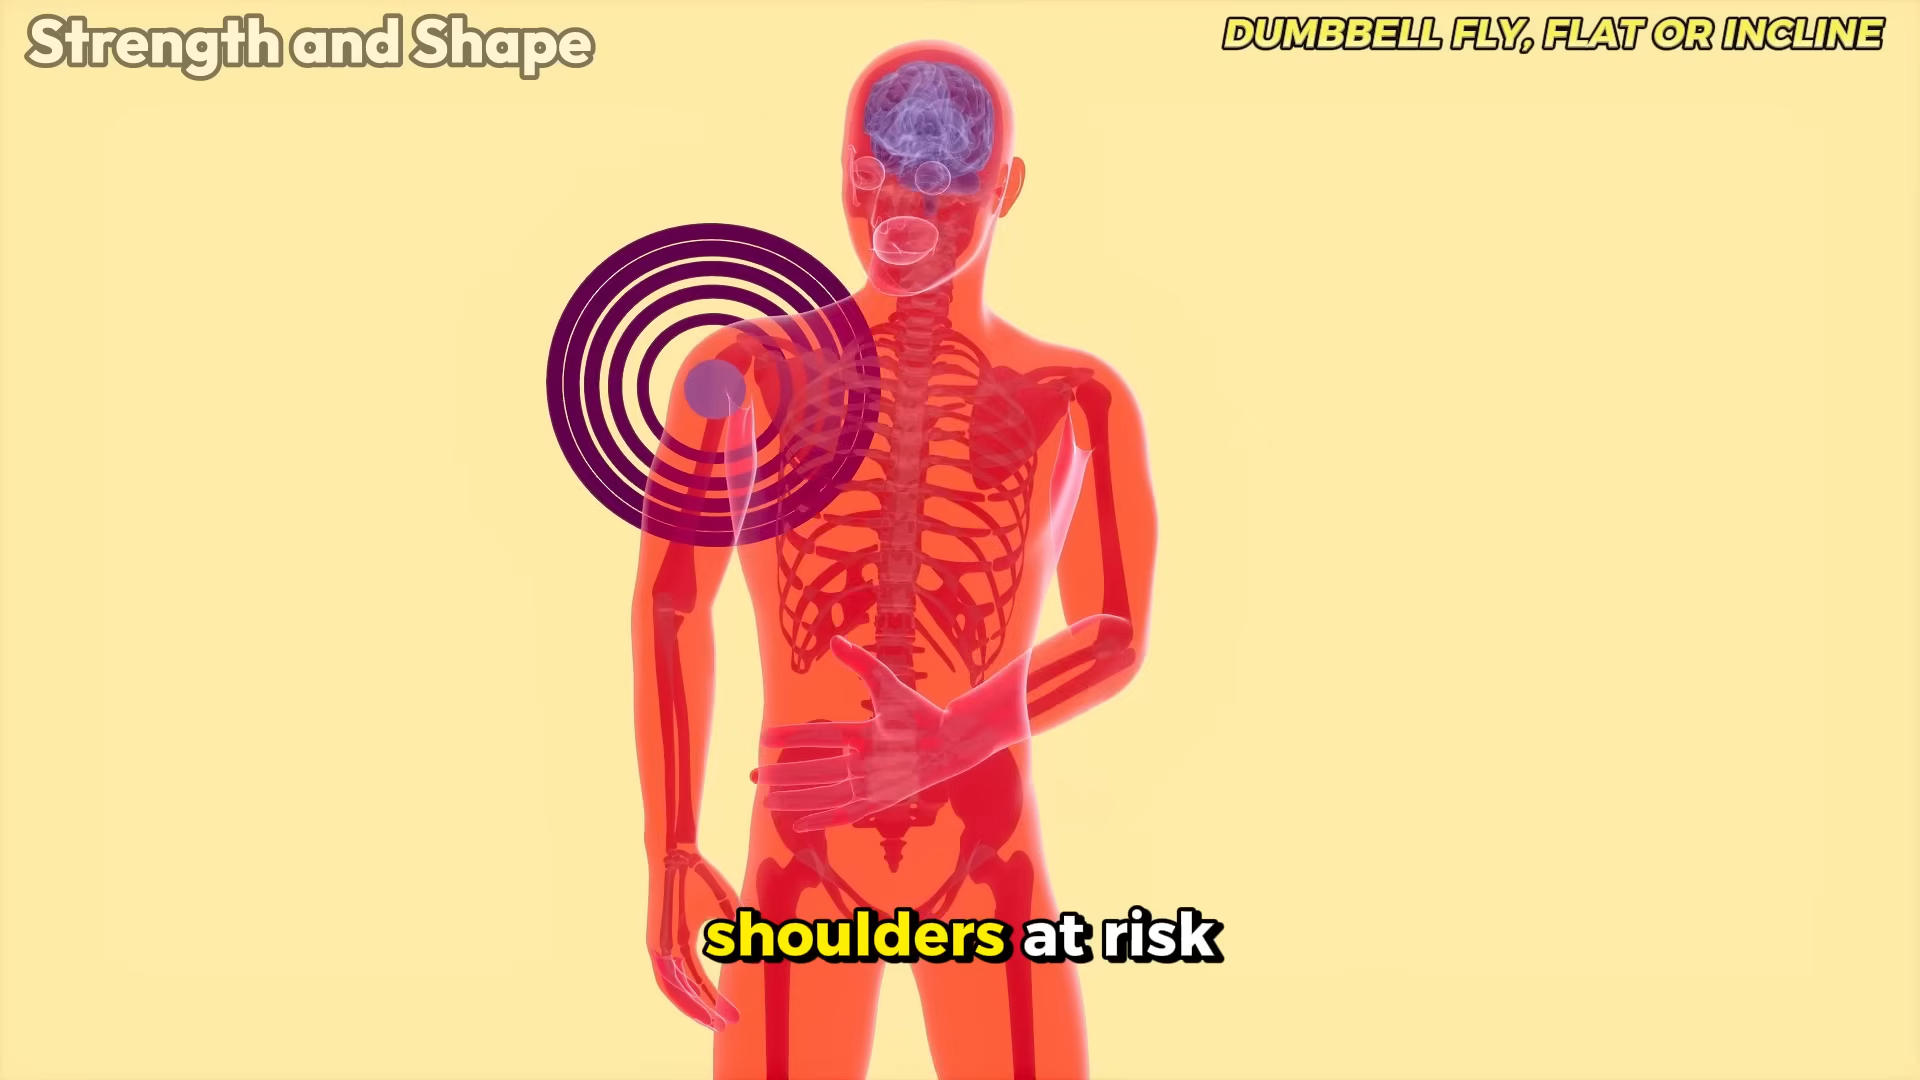 Strength and Shape
DUMBBELL FLY, FLAT OR INCLINE
shoulders at risk